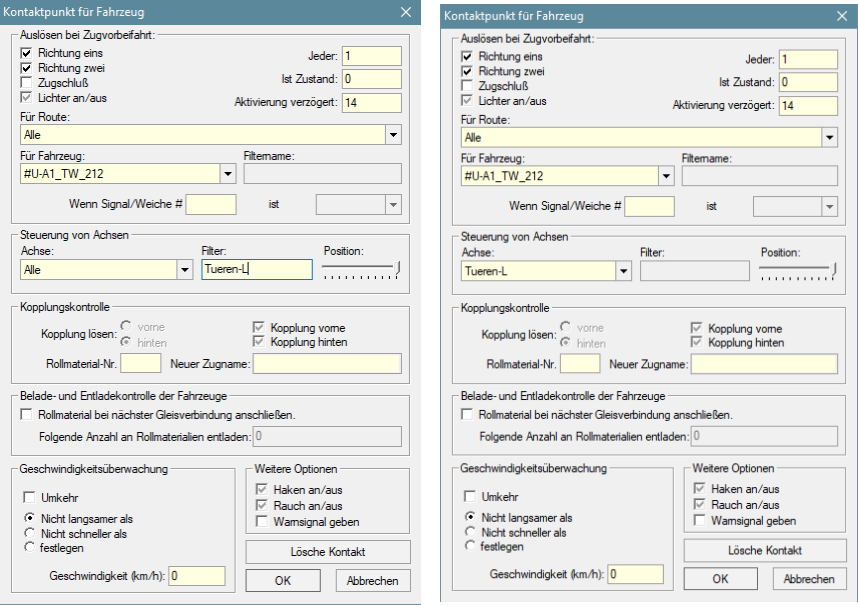 Kontaktpunkt für Fahrzeug
Auslösen bei Zugvorbeifahrt:
Richtung eins
Jeder: 1
Richtung zwei
Zugschluß
Ist Zustand: 0
Lichter an/aus
Aktivierung verzögert: 14
Für Route:
Alle
Für Fahrzeug:
Filtername:
#U-A1_TW_212
Wenn Signal/Weiche #
ist
Steuerung von Achsen
Achse:
Filter:
Position:
Alle
Tueren-L
Kopplungskontrolle
Kopplung lösen:
vorne
hinten
Kopplung vorne
Kopplung hinten
Rollmaterial-Nr.
Neuer Zugname:
Belade- und Entladekontrolle der Fahrzeuge
Rollmaterial bei nächster Gleisverbindung anschließen.
Folgende Anzahl an Rollmaterialien entladen: 0
Geschwindigkeitsüberwachung
Umkehr
Nicht langsamer als
Nicht schneller als
festlegen
Geschwindigkeit (km/h): 0
Weitere Optionen
Haken an/aus
Rauch an/aus
Warnsignal geben
Lösche Kontakt
OK
Abbrechen
Kontaktpunkt für Fahrzeug
Auslösen bei Zugvorbeifahrt:
Richtung eins
Jeder: 1
Richtung zwei
Zugschluß
Ist Zustand: 0
Lichter an/aus
Aktivierung verzögert: 14
Für Route:
Alle
Für Fahrzeug:
Filtername:
#U-A1_TW_212
Wenn Signal/Weiche #
ist
Steuerung von Achsen
Achse:
Filter:
Position:
Tueren-L
Kopplungskontrolle
Kopplung lösen:
vorne
hinten
Kopplung vorne
Kopplung hinten
Rollmaterial-Nr.
Neuer Zugname:
Belade- und Entladekontrolle der Fahrzeuge
Rollmaterial bei nächster Gleisverbindung anschließen.
Folgende Anzahl an Rollmaterialien entladen: 0
Geschwindigkeitsüberwachung
Umkehr
Nicht langsamer als
Nicht schneller als
festlegen
Geschwindigkeit (km/h): 0
Weitere Optionen
Haken an/aus
Rauch an/aus
Warnsignal geben
Lösche Kontakt
OK
Abbrechen